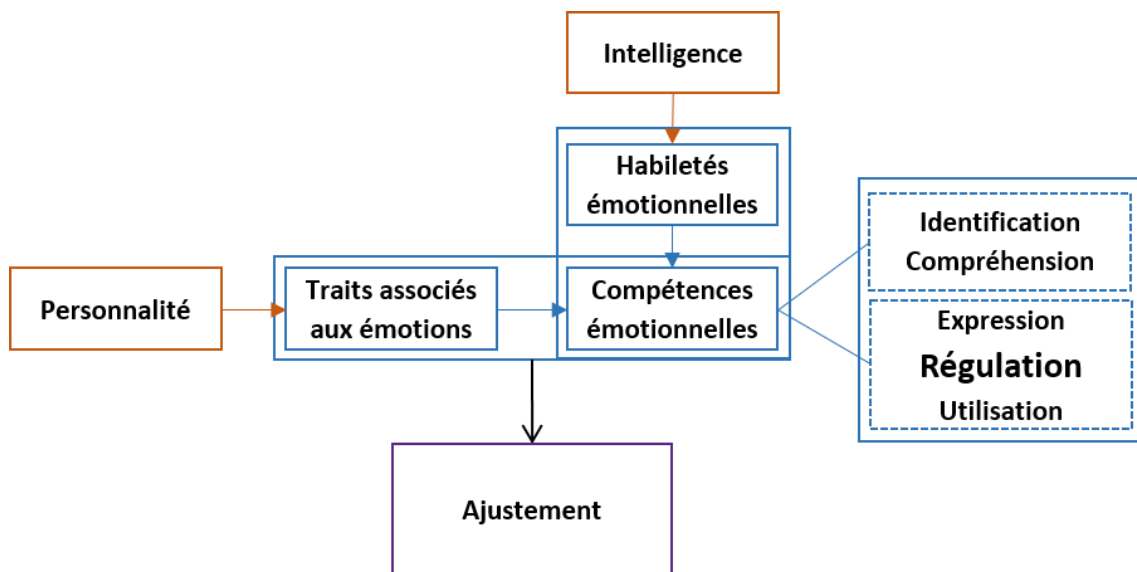 Intelligence
Habiletés
émotionnelles
Identification
Compréhension
Personnalité
Traits associés
aux émotions
Compétences
émotionnelles
Expression
Régulation
Utilisation
Ajustement